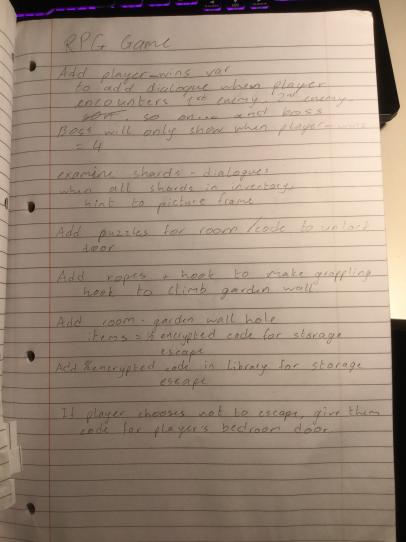 RPG Game
Add player-wins var
to add dialogue when player
encounters 1st enemy, 2nd enemy,
so on... and boss
Boss will only show when player-wins
= 4
examine shards - dialogues
when all shards in inventory,
hint to picture frame
Add puzzles for room/code to unlock
door
Add ropes + hook to make grappling
hook to climb garden wall
Add room - garden wall hole
items = ½ encrypted code for storage
escape
Add encrypted code in library for storage
escape
If player chooses not to escape, give them
code for player's bedroom door